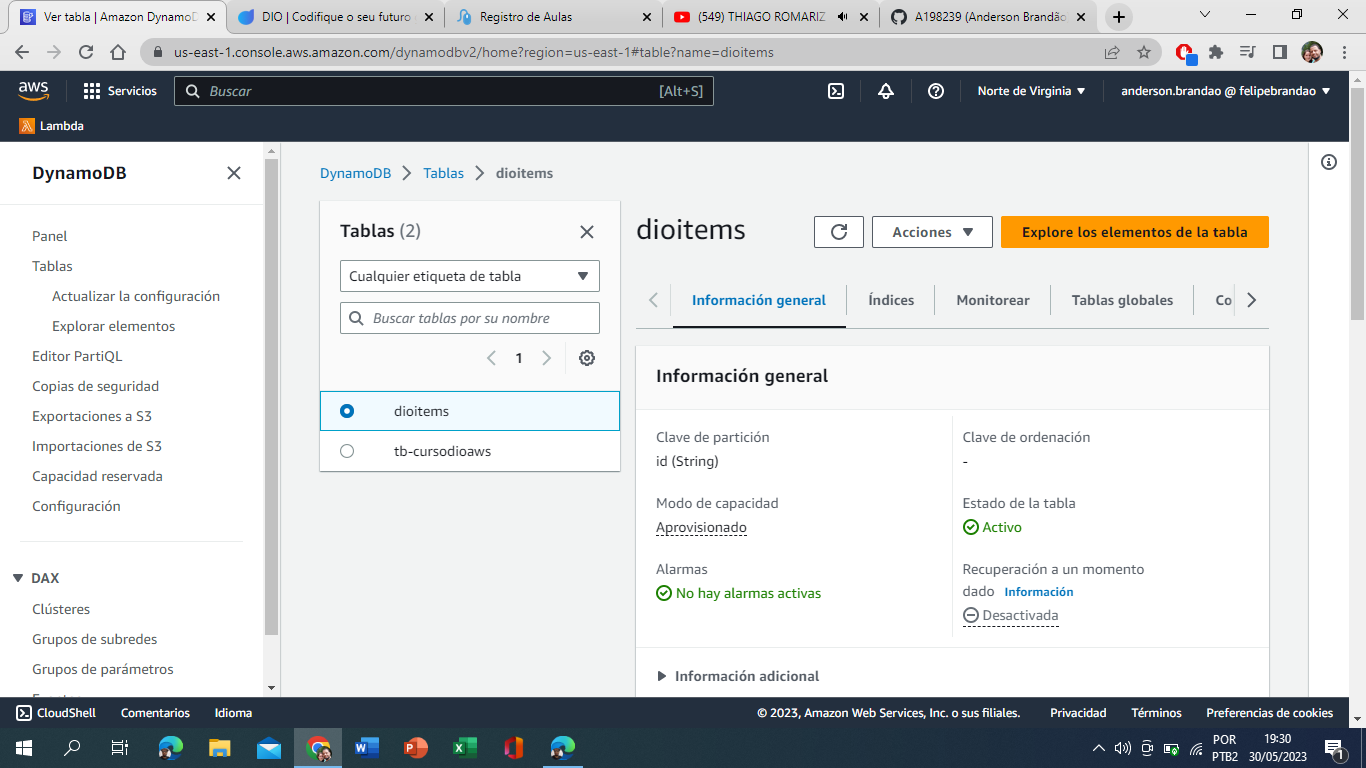 Ver tabla | Amazon DynamoD
DIO | Codifique o seu futuro
Registro de Aulas
(549) THIAGO ROMARIZ
A198239 (Anderson Brandão
us-east-1.console.aws.amazon.com/dynamodbv2/home?region=us-east-1#table?name=dioitems
aws
Servicios
Buscar
[Alt+S]
Norte de Virginia
anderson.brandao @ felipebrandao
Lambda
DynamoDB
Panel
Tablas
Actualizar la configuración
Explorar elementos
Editor PartiQL
Copias de seguridad
Exportaciones a S3
Importaciones de S3
Capacidad reservada
Configuración
DAX
Clústeres
Grupos de subredes
Grupos de parámetros
DynamoDB
Tablas
dioitems
Tablas (2)
Cualquier etiqueta de tabla
Buscar tablas por su nombre
1
dioitems
tb-cursodioaws
dioitems
Acciones
Explore los elementos de la tabla
Información general
Índices
Monitorear
Tablas globales
Co
Información general
Clave de partición
id (String)
Clave de ordenación
-
Modo de capacidad
Aprovisionado
Estado de la tabla
Activo
Alarmas
No hay alarmas activas
Recuperación a un momento
dado Información
Desactivada
Información adicional
CloudShell
Comentarios
Idioma
© 2023, Amazon Web Services, Inc. o sus filiales.
Privacidad
Términos
Preferencias de cookies
POR
PTB2
19:30
30/05/2023
1